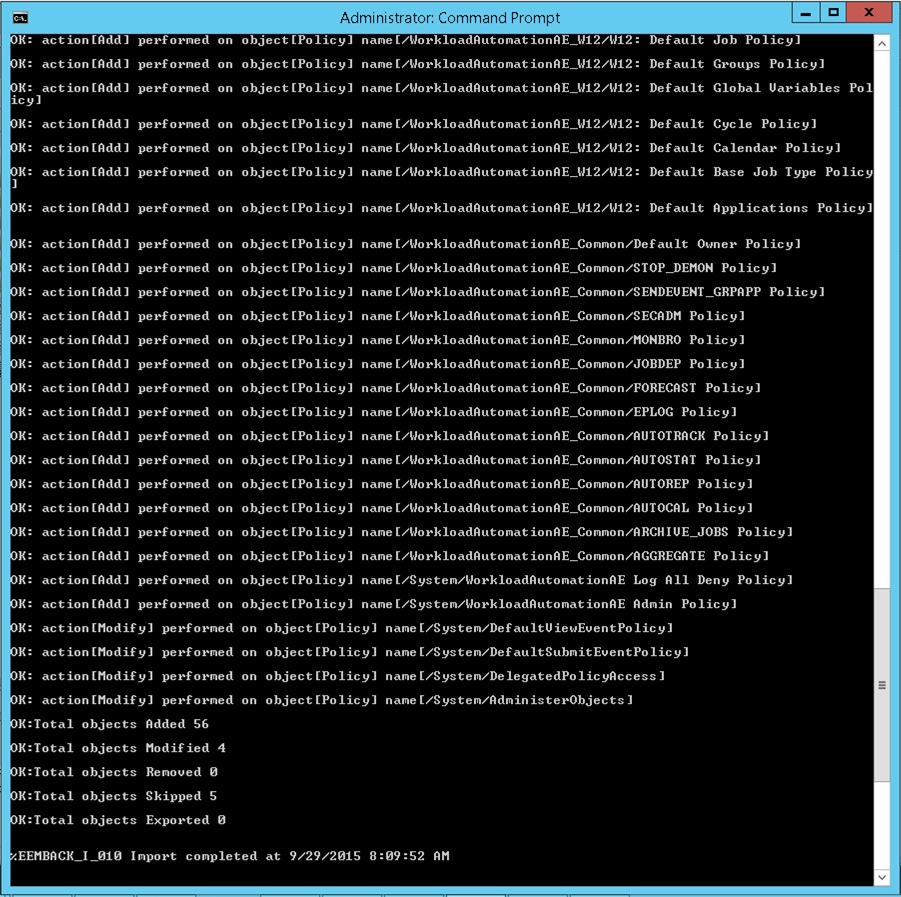 Administrator: Command Prompt
OK: action[Add] performed on object[Policy] name[/WorkloadAutomationAE_W12/W12: Default Job Policy]
OK: action[Add] performed on object[Policy] name[/WorkloadAutomationAE_W12/W12: Default Groups Policy]
OK: action[Add] performed on object[Policy] name[/WorkloadAutomationAE_W12/W12: Default Global Variables Pol
icy]
OK: action[Add] performed on object[Policy] name[/WorkloadAutomationAE_W12/W12: Default Cycle Policy]
OK: action[Add] performed on object[Policy] name[/WorkloadAutomationAE_W12/W12: Default Calendar Policy]
OK: action[Add] performed on object[Policy] name[/WorkloadAutomationAE_W12/W12: Default Base Job Type Policy
]
OK: action[Add] performed on object[Policy] name[/WorkloadAutomationAE_W12/W12: Default Applications Policy]
OK: action[Add] performed on object[Policy] name[/WorkloadAutomationAE_Common/Default Owner Policy]
OK: action[Add] performed on object[Policy] name[/WorkloadAutomationAE_Common/STOP_DEMON Policy]
OK: action[Add] performed on object[Policy] name[/WorkloadAutomationAE_Common/SENDEVENT_GRPAPP Policy]
OK: action[Add] performed on object[Policy] name[/WorkloadAutomationAE_Common/SECADM Policy]
OK: action[Add] performed on object[Policy] name[/WorkloadAutomationAE_Common/MONBRO Policy]
OK: action[Add] performed on object[Policy] name[/WorkloadAutomationAE_Common/JOBDEP Policy]
OK: action[Add] performed on object[Policy] name[/WorkloadAutomationAE_Common/FORECAST Policy]
OK: action[Add] performed on object[Policy] name[/WorkloadAutomationAE_Common/EPLOG Policy]
OK: action[Add] performed on object[Policy] name[/WorkloadAutomationAE_Common/AUTOTRACK Policy]
OK: action[Add] performed on object[Policy] name[/WorkloadAutomationAE_Common/AUTOSTAT Policy]
OK: action[Add] performed on object[Policy] name[/WorkloadAutomationAE_Common/AUTOREP Policy]
OK: action[Add] performed on object[Policy] name[/WorkloadAutomationAE_Common/AUTOCAL Policy]
OK: action[Add] performed on object[Policy] name[/WorkloadAutomationAE_Common/ARCHIVE_JOBS Policy]
OK: action[Add] performed on object[Policy] name[/WorkloadAutomationAE_Common/AGGREGATE Policy]
OK: action[Add] performed on object[Policy] name[/System/WorkloadAutomationAE Log All Deny Policy]
OK: action[Add] performed on object[Policy] name[/System/WorkloadAutomationAE Admin Policy]
OK: action[Modify] performed on object[Policy] name[/System/DefaultViewEventPolicy]
OK: action[Modify] performed on object[Policy] name[/System/DefaultSubmitEventPolicy]
OK: action[Modify] performed on object[Policy] name[/System/DelegatedPolicyAccess]
OK: action[Modify] performed on object[Policy] name[/System/AdministerObjects]
OK:Total objects Added 56
OK:Total objects Modified 4
OK:Total objects Removed 0
OK:Total objects Skipped 5
OK:Total objects Exported 0
%EEMBACK_I_010 Import completed at 9/29/2015 8:09:52 AM